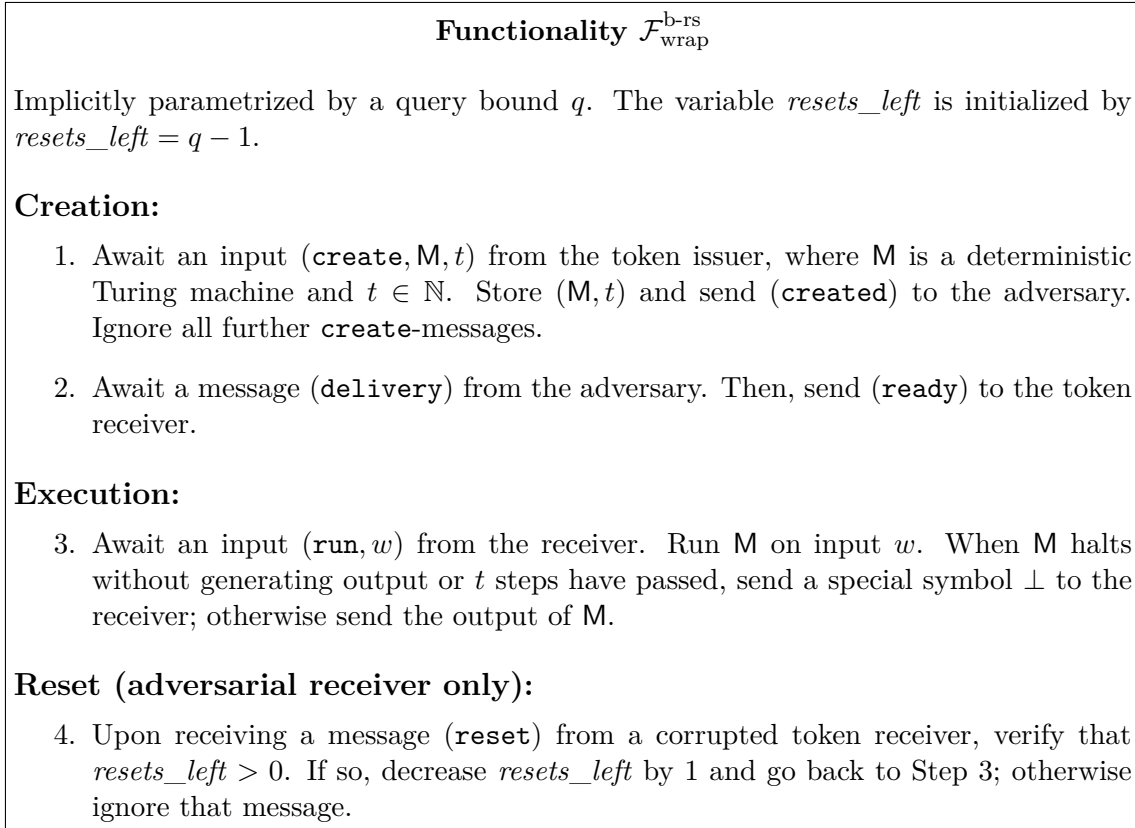 Functionality $\mathcal{F}_{\mathrm{wrap}}^{\mathrm{b\text{-}rs}}$
Implicitly parametrized by a query bound q. The variable resets_left is initialized by
resets_left = q − 1.
Creation:
1. Await an input (create, M, t) from the token issuer, where M is a deterministic
Turing machine and t ∈ ℕ. Store (M, t) and send (created) to the adversary.
Ignore all further create-messages.
2. Await a message (delivery) from the adversary. Then, send (ready) to the token
receiver.
Execution:
3. Await an input (run, w) from the receiver. Run M on input w. When M halts
without generating output or t steps have passed, send a special symbol ⊥ to the
receiver; otherwise send the output of M.
Reset (adversarial receiver only):
4. Upon receiving a message (reset) from a corrupted token receiver, verify that
resets_left > 0. If so, decrease resets_left by 1 and go back to Step 3; otherwise
ignore that message.